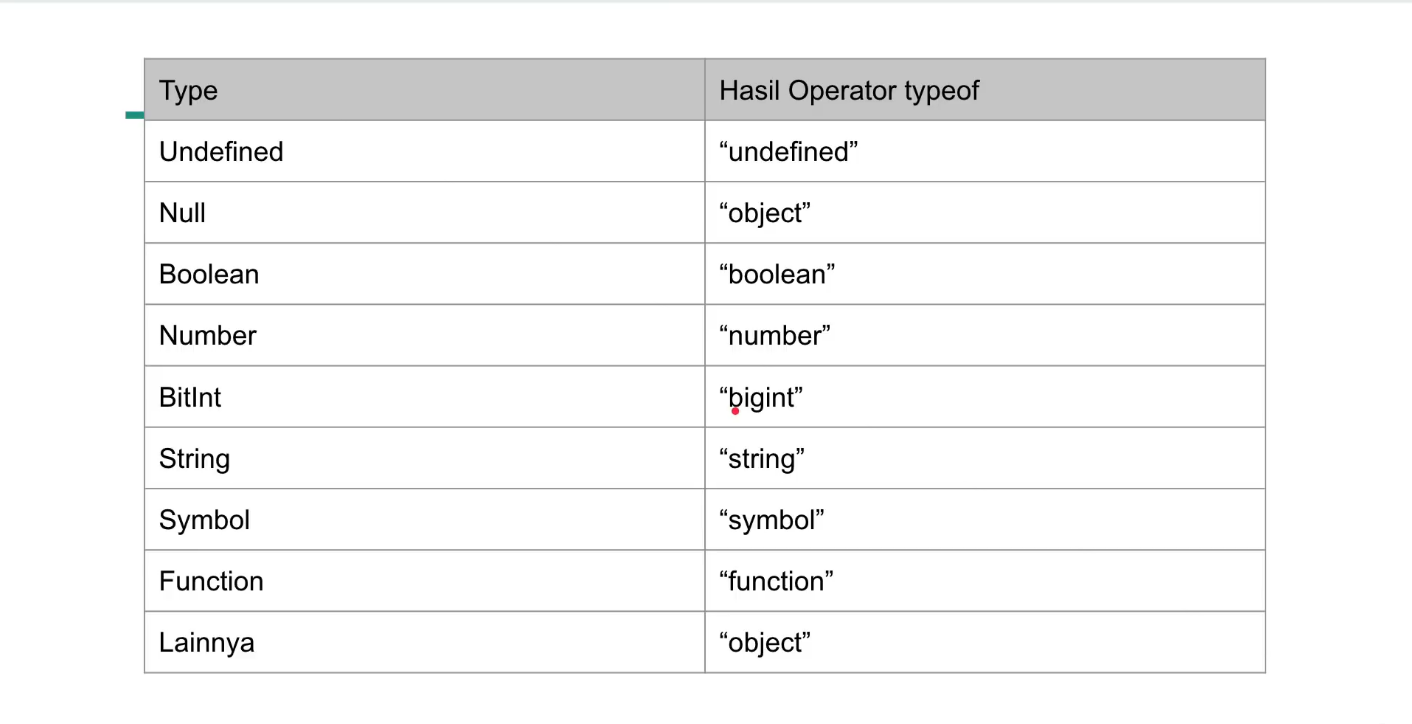 Type Hasil Operator typeof
Undefined “undefined”
Null “object”
Boolean “boolean”
Number “number”
BitInt “bigint”
String “string”
Symbol “symbol”
Function “function”
Lainnya “object”